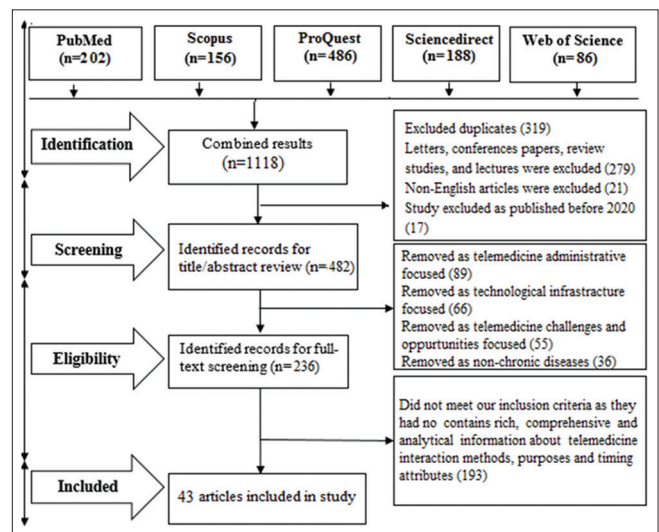 PubMed
(n=202)
Scopus
(n=156)
ProQuest
(n=486)
Sciencedirect
(n=188)
Web of Science
(n=86)
Identification
Combined results
(n=1118)
Excluded duplicates (319)
Letters, conferences papers, review
studies, and lectures were excluded (279)
Non-English articles were excluded (21)
Study excluded as published before 2020
(17)
Screening
Identified records for
title/abstract review (n=482)
Removed as telemedicine administrative
focused (89)
Removed as technological infrastracture
focused (66)
Removed as telemedicine challenges and
oppurtunities focused (55)
Removed as non-chronic diseases (36)
Eligibility
Identified records for full-
text screening (n=236)
Did not meet our inclusion criteria as they
had no contains rich, comprehensive and
analytical information about telemedicine
interaction methods, purposes and timing
attributes (193)
Included
43 articles included in study